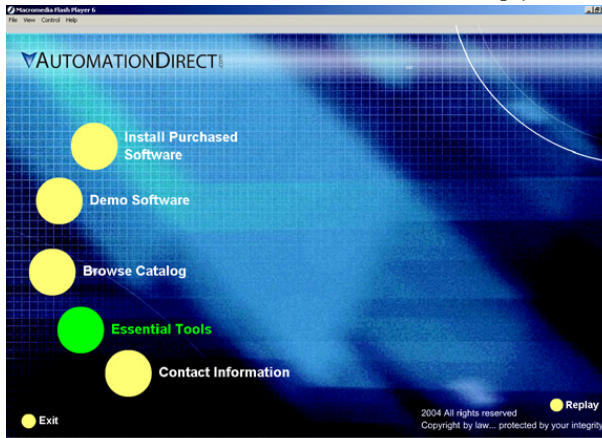 Macromedia Flash Player 6
File View Control Help
AUTOMATIONDIRECT.com
Install Purchased
Software
Demo Software
Browse Catalog
Essential Tools
Contact Information
Exit
Replay
2004 All rights reserved
Copyright by law... protected by your integrity